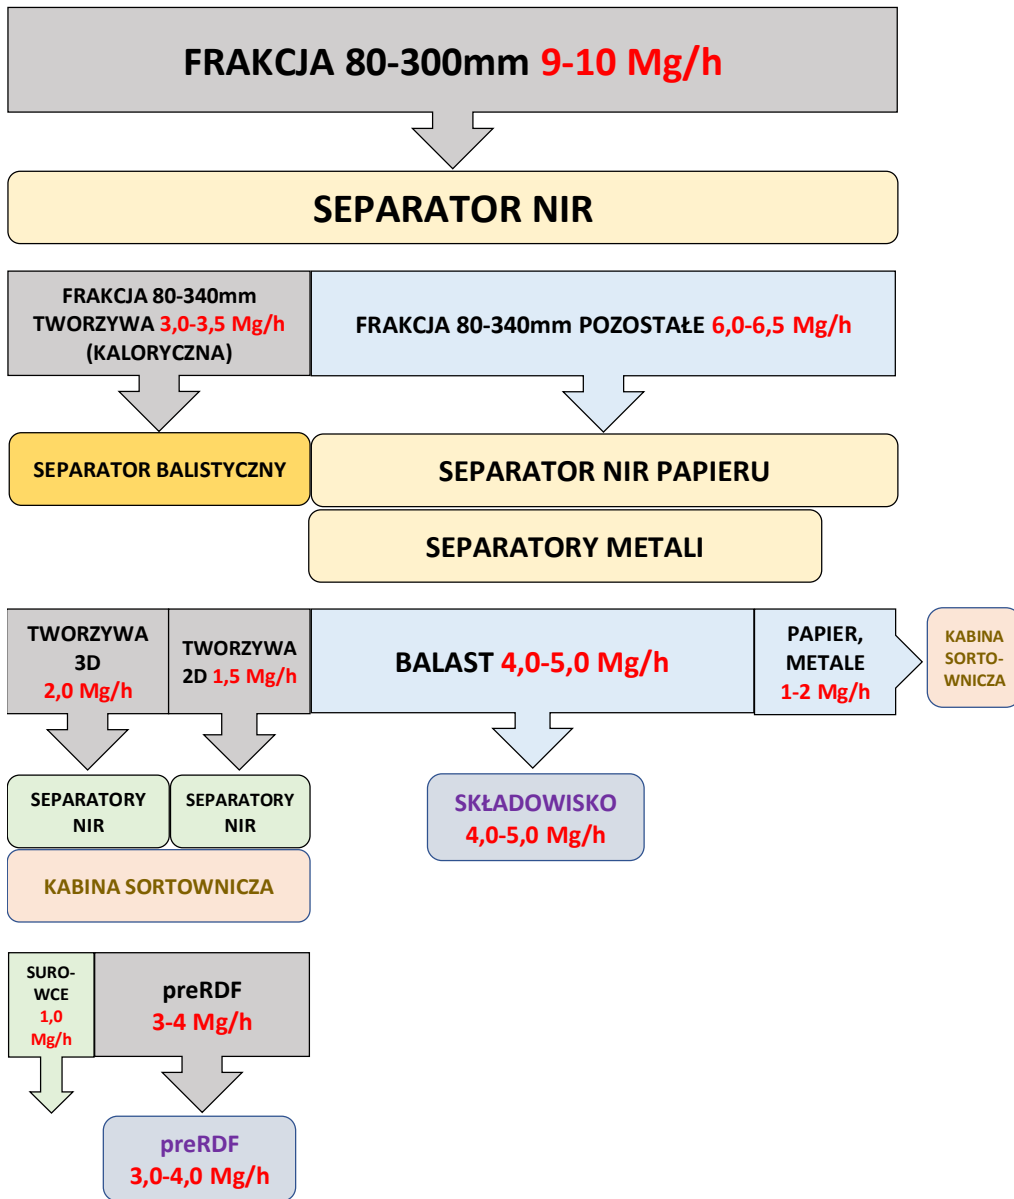 FRAKCJA 80-300mm 9-10 Mg/h
SEPARATOR NIR
FRAKCJA 80-340mm
TWORZYWA 3,0-3,5 Mg/h
(KALORYCZNA)
FRAKCJA 80-340mm POZOSTAŁE 6,0-6,5 Mg/h
SEPARATOR BALISTYCZNY
SEPARATOR NIR PAPIERU
SEPARATORY METALI
TWORZYWA
3D
2,0 Mg/h
TWORZYWA
2D 1,5 Mg/h
BALAST 4,0-5,0 Mg/h
PAPIER,
METALE
1-2 Mg/h
KABINA
SORTO-
WNICZA
SEPARATORY
NIR
SEPARATORY
NIR
SKŁADOWISKO
4,0-5,0 Mg/h
KABINA SORTOWNICZA
SURO-
WCE
1,0
Mg/h
preRDF
3-4 Mg/h
preRDF
3,0-4,0 Mg/h